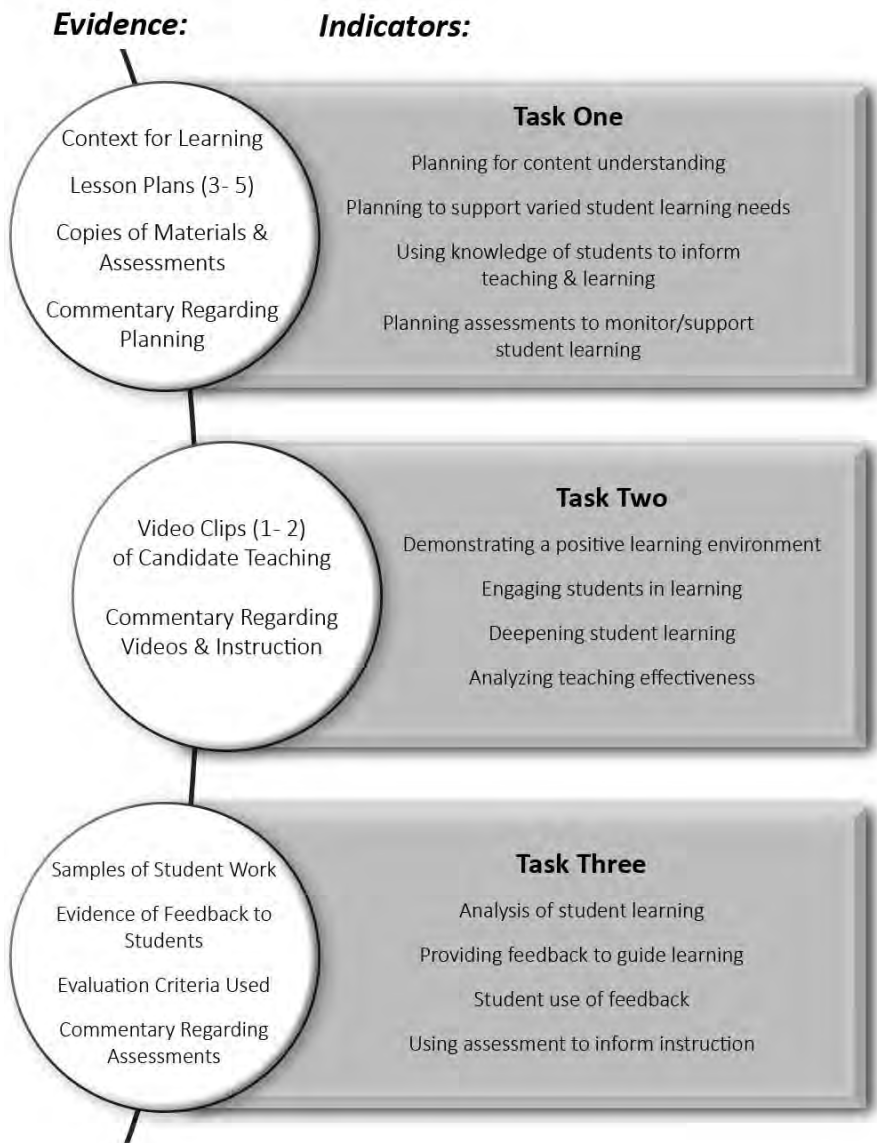 Evidence:
Indicators:
Context for Learning
Lesson Plans (3- 5)
Copies of Materials &
Assessments
Commentary Regarding
Planning
Task One
Planning for content understanding
Planning to support varied student learning needs
Using knowledge of students to inform
teaching & learning
Planning assessments to monitor/support
student learning
Video Clips (1- 2)
of Candidate Teaching
Commentary Regarding
Videos & Instruction
Task Two
Demonstrating a positive learning environment
Engaging students in learning
Deepening student learning
Analyzing teaching effectiveness
Samples of Student Work
Evidence of Feedback to
Students
Evaluation Criteria Used
Commentary Regarding
Assessments
Task Three
Analysis of student learning
Providing feedback to guide learning
Student use of feedback
Using assessment to inform instruction